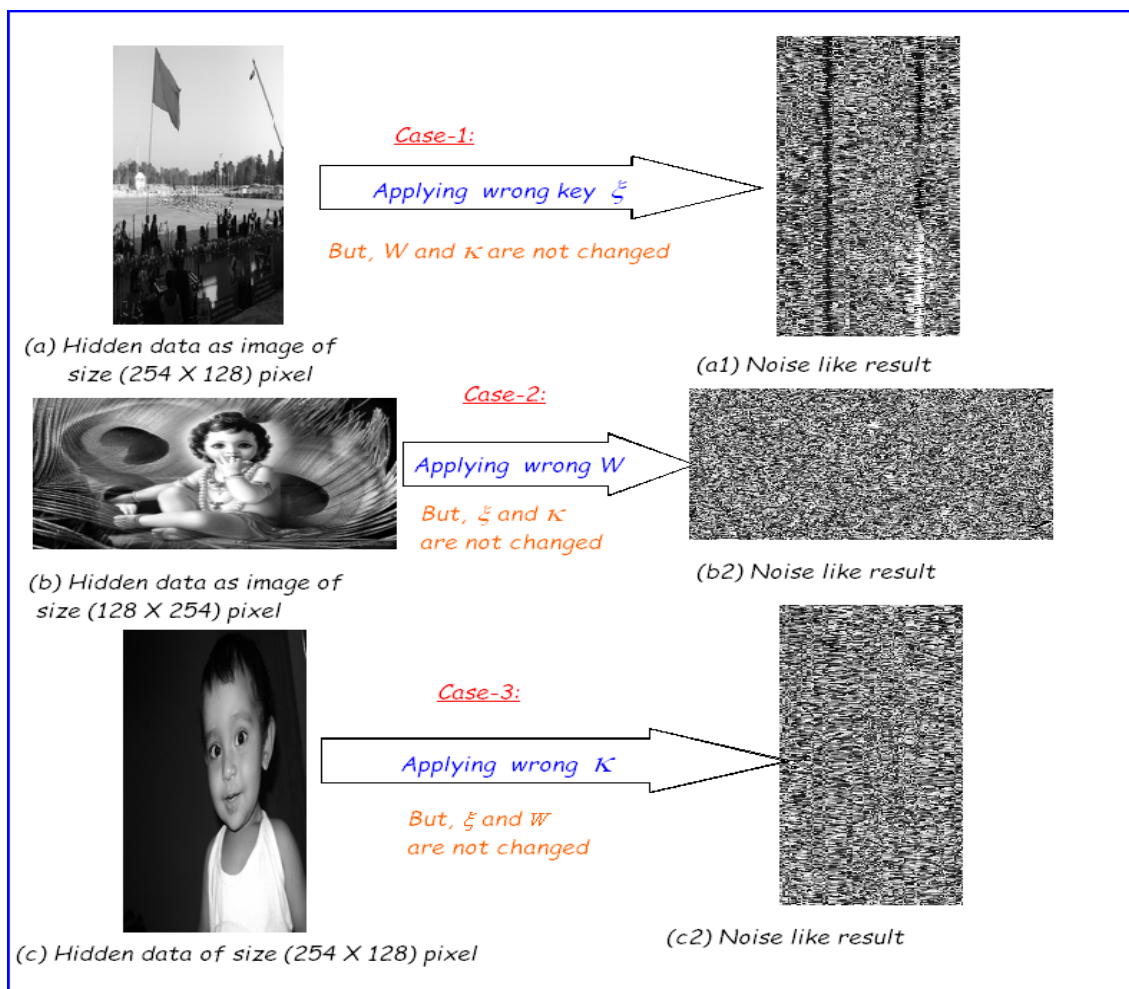 Case-1:
Applying wrong key ξ
But, W and κ are not changed
(a) Hidden data as image of
size (254 X 128) pixel
(a1) Noise like result
Case-2:
Applying wrong W
But, ξ and κ
are not changed
(b) Hidden data as image of
size (128 X 254) pixel
(b2) Noise like result
Case-3:
Applying wrong κ
But, ξ and W
are not changed
(c) Hidden data of size (254 X 128) pixel
(c2) Noise like result